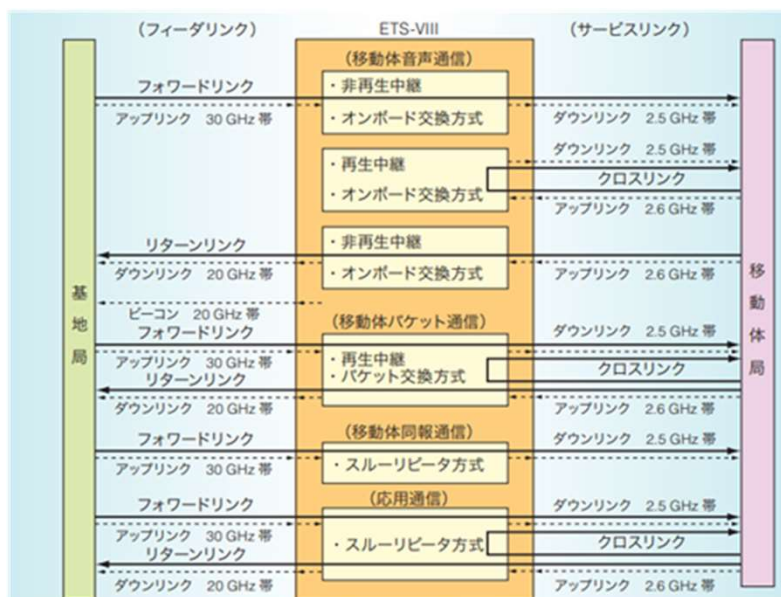 （フィーダリンク）
ETS-VIII
（サービスリンク）
（移動体音声通信）
フォワードリンク
アップリンク 30 GHz 帯
・非再生中継
・オンボード交換方式
ダウンリンク 2.5 GHz 帯
・再生中継
・オンボード交換方式
ダウンリンク 2.5 GHz 帯
クロスリンク
アップリンク 2.6 GHz 帯
リターンリンク
ダウンリンク 20 GHz 帯
・非再生中継
・オンボード交換方式
アップリンク 2.6 GHz 帯
基地局
移動体局
ビーコン 20 GHz 帯
（移動体パケット通信）
フォワードリンク
アップリンク 30 GHz 帯
リターンリンク
ダウンリンク 20 GHz 帯
・再生中継
・パケット交換方式
ダウンリンク 2.5 GHz 帯
クロスリンク
アップリンク 2.6 GHz 帯
（移動体同報通信）
フォワードリンク
アップリンク 30 GHz 帯
・スルーリピータ方式
ダウンリンク 2.5 GHz 帯
（応用通信）
フォワードリンク
アップリンク 30 GHz 帯
リターンリンク
ダウンリンク 20 GHz 帯
・スルーリピータ方式
ダウンリンク 2.5 GHz 帯
クロスリンク
アップリンク 2.6 GHz 帯